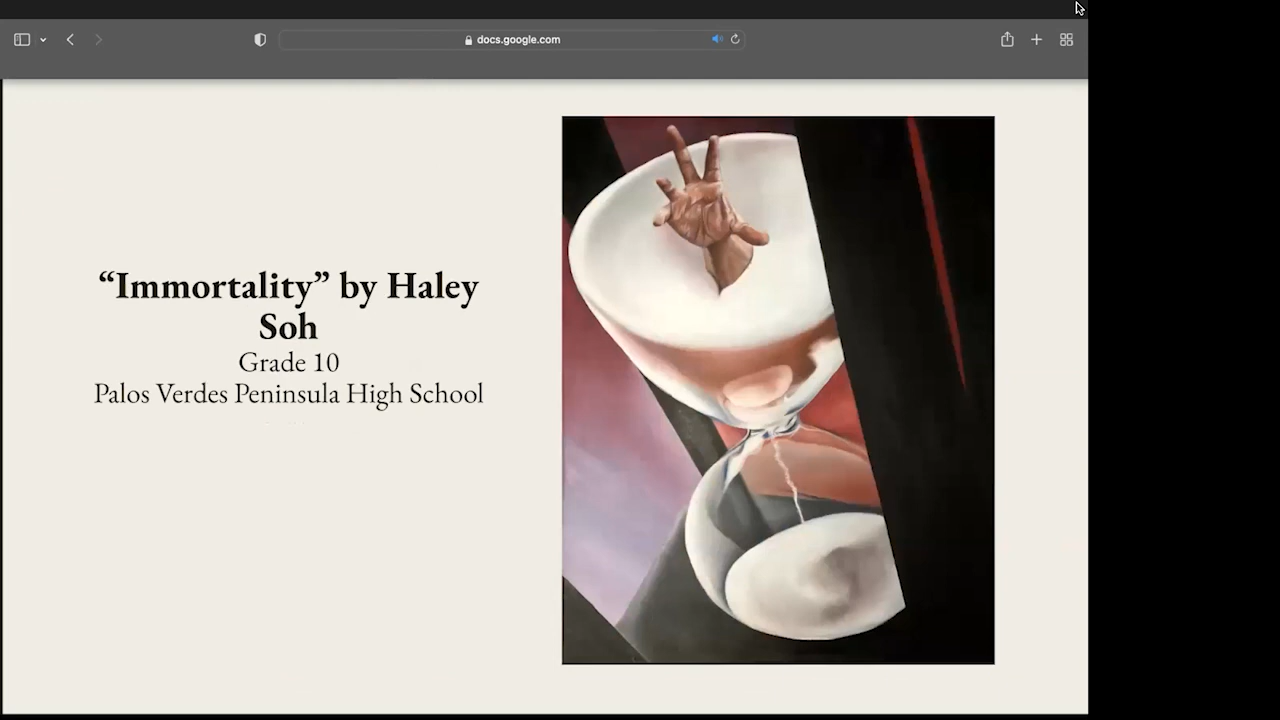 docs.google.com
“Immortality” by Haley
Soh
Grade 10
Palos Verdes Peninsula High School